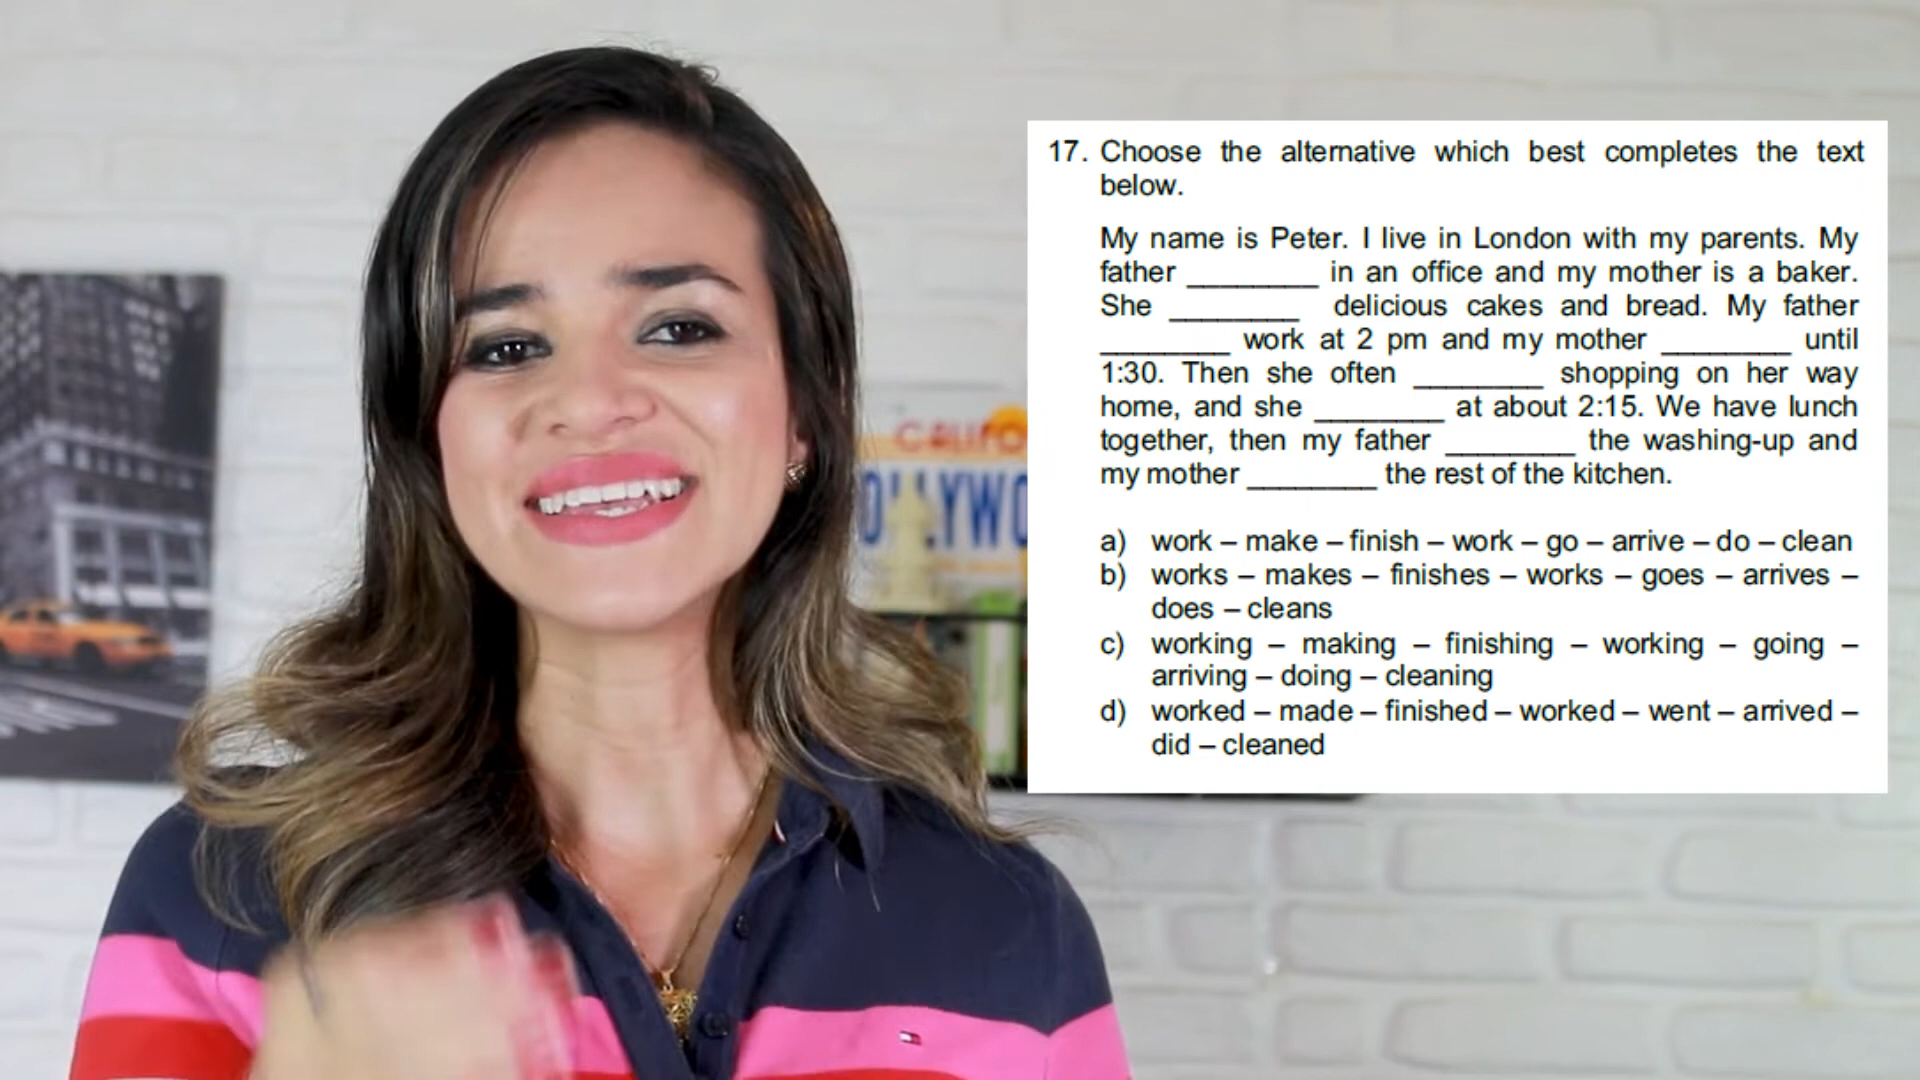 17. Choose the alternative which best completes the text
below.
My name is Peter. I live in London with my parents. My
father ________ in an office and my mother is a baker.
She ________ delicious cakes and bread. My father
________ work at 2 pm and my mother ________ until
1:30. Then she often ________ shopping on her way
home, and she ________ at about 2:15. We have lunch
together, then my father ________ the washing-up and
my mother ________ the rest of the kitchen.
a) work – make – finish – work – go – arrive – do – clean
b) works – makes – finishes – works – goes – arrives –
does – cleans
c) working – making – finishing – working – going –
arriving – doing – cleaning
d) worked – made – finished – worked – went – arrived –
did – cleaned
CALIFO